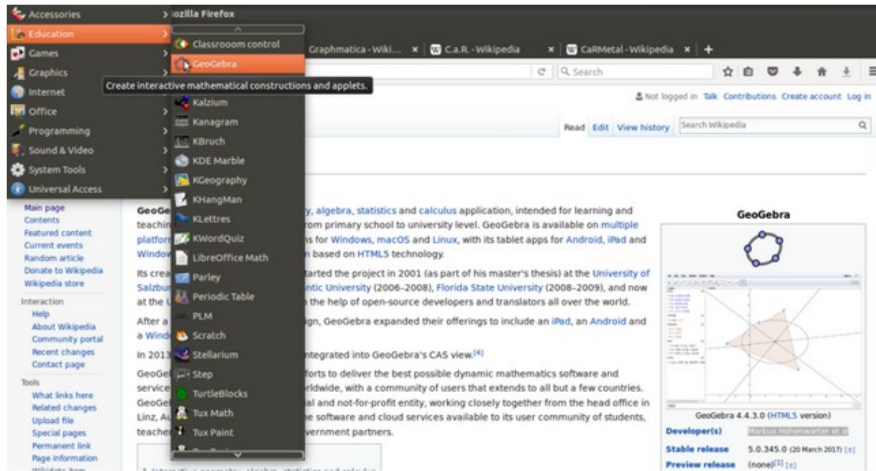 Accessories
Education
Games
Graphics
Internet
Office
Programming
Sound & Video
System Tools
Universal Access
ozilla Firefox
Classrooom control
GeoGebra
Create interactive mathematical constructions and applets.
Kalzium
Kanagram
KBruch
KDE Marble
KGeography
KHangMan
KLettres
KWordQuiz
LibreOffice Math
Parley
Periodic Table
PLM
Scratch
Stellarium
Step
TurtleBlocks
Tux Math
Tux Paint
Graphmatica - Wiki...
C.a.R. - Wikipedia
CaRMetal - Wikipedia
Search
Not logged in Talk Contributions Create account Log in
Read Edit View history Search Wikipedia
Main page
Contents
Featured content
Current events
Random article
Donate to Wikipedia
Wikipedia store
Interaction
Help
About Wikipedia
Community portal
Recent changes
Contact page
Tools
What links here
Related changes
Upload file
Special pages
Permanent link
Page information
GeoGe y, algebra, statistics and calculus application, intended for learning and
teachin rom primary school to university level. GeoGebra is available on multiple
platfor ns for Windows, macOS and Linux, with its tablet apps for Android, iPad and
Window n based on HTML5 technology.
Its crea tarted the project in 2001 (as part of his master's thesis) at the University of
Salzbu ntic University (2006–2008), Florida State University (2008–2009), and now
at the the help of open-source developers and translators all over the world.
After a ign, GeoGebra expanded their offerings to include an iPad, an Android and
a Wind
In 2013 ntegrated into GeoGebra's CAS view.[4]
GeoGe forts to deliver the best possible dynamic mathematics software and
service rldwide, with a community of users that extends to all but a few countries.
GeoGe ial and not-for-profit entity, working closely together from the head office in
Linz, Au e software and cloud services available to its user community of students,
teache vernment partners.
GeoGebra
GeoGebra 4.4.3.0 (HTML5 version)
Developer(s) Markus Hohenwarter et al
Stable release 5.0.345.0 (20 March 2017) [±]
Preview release (none)[1] [±]